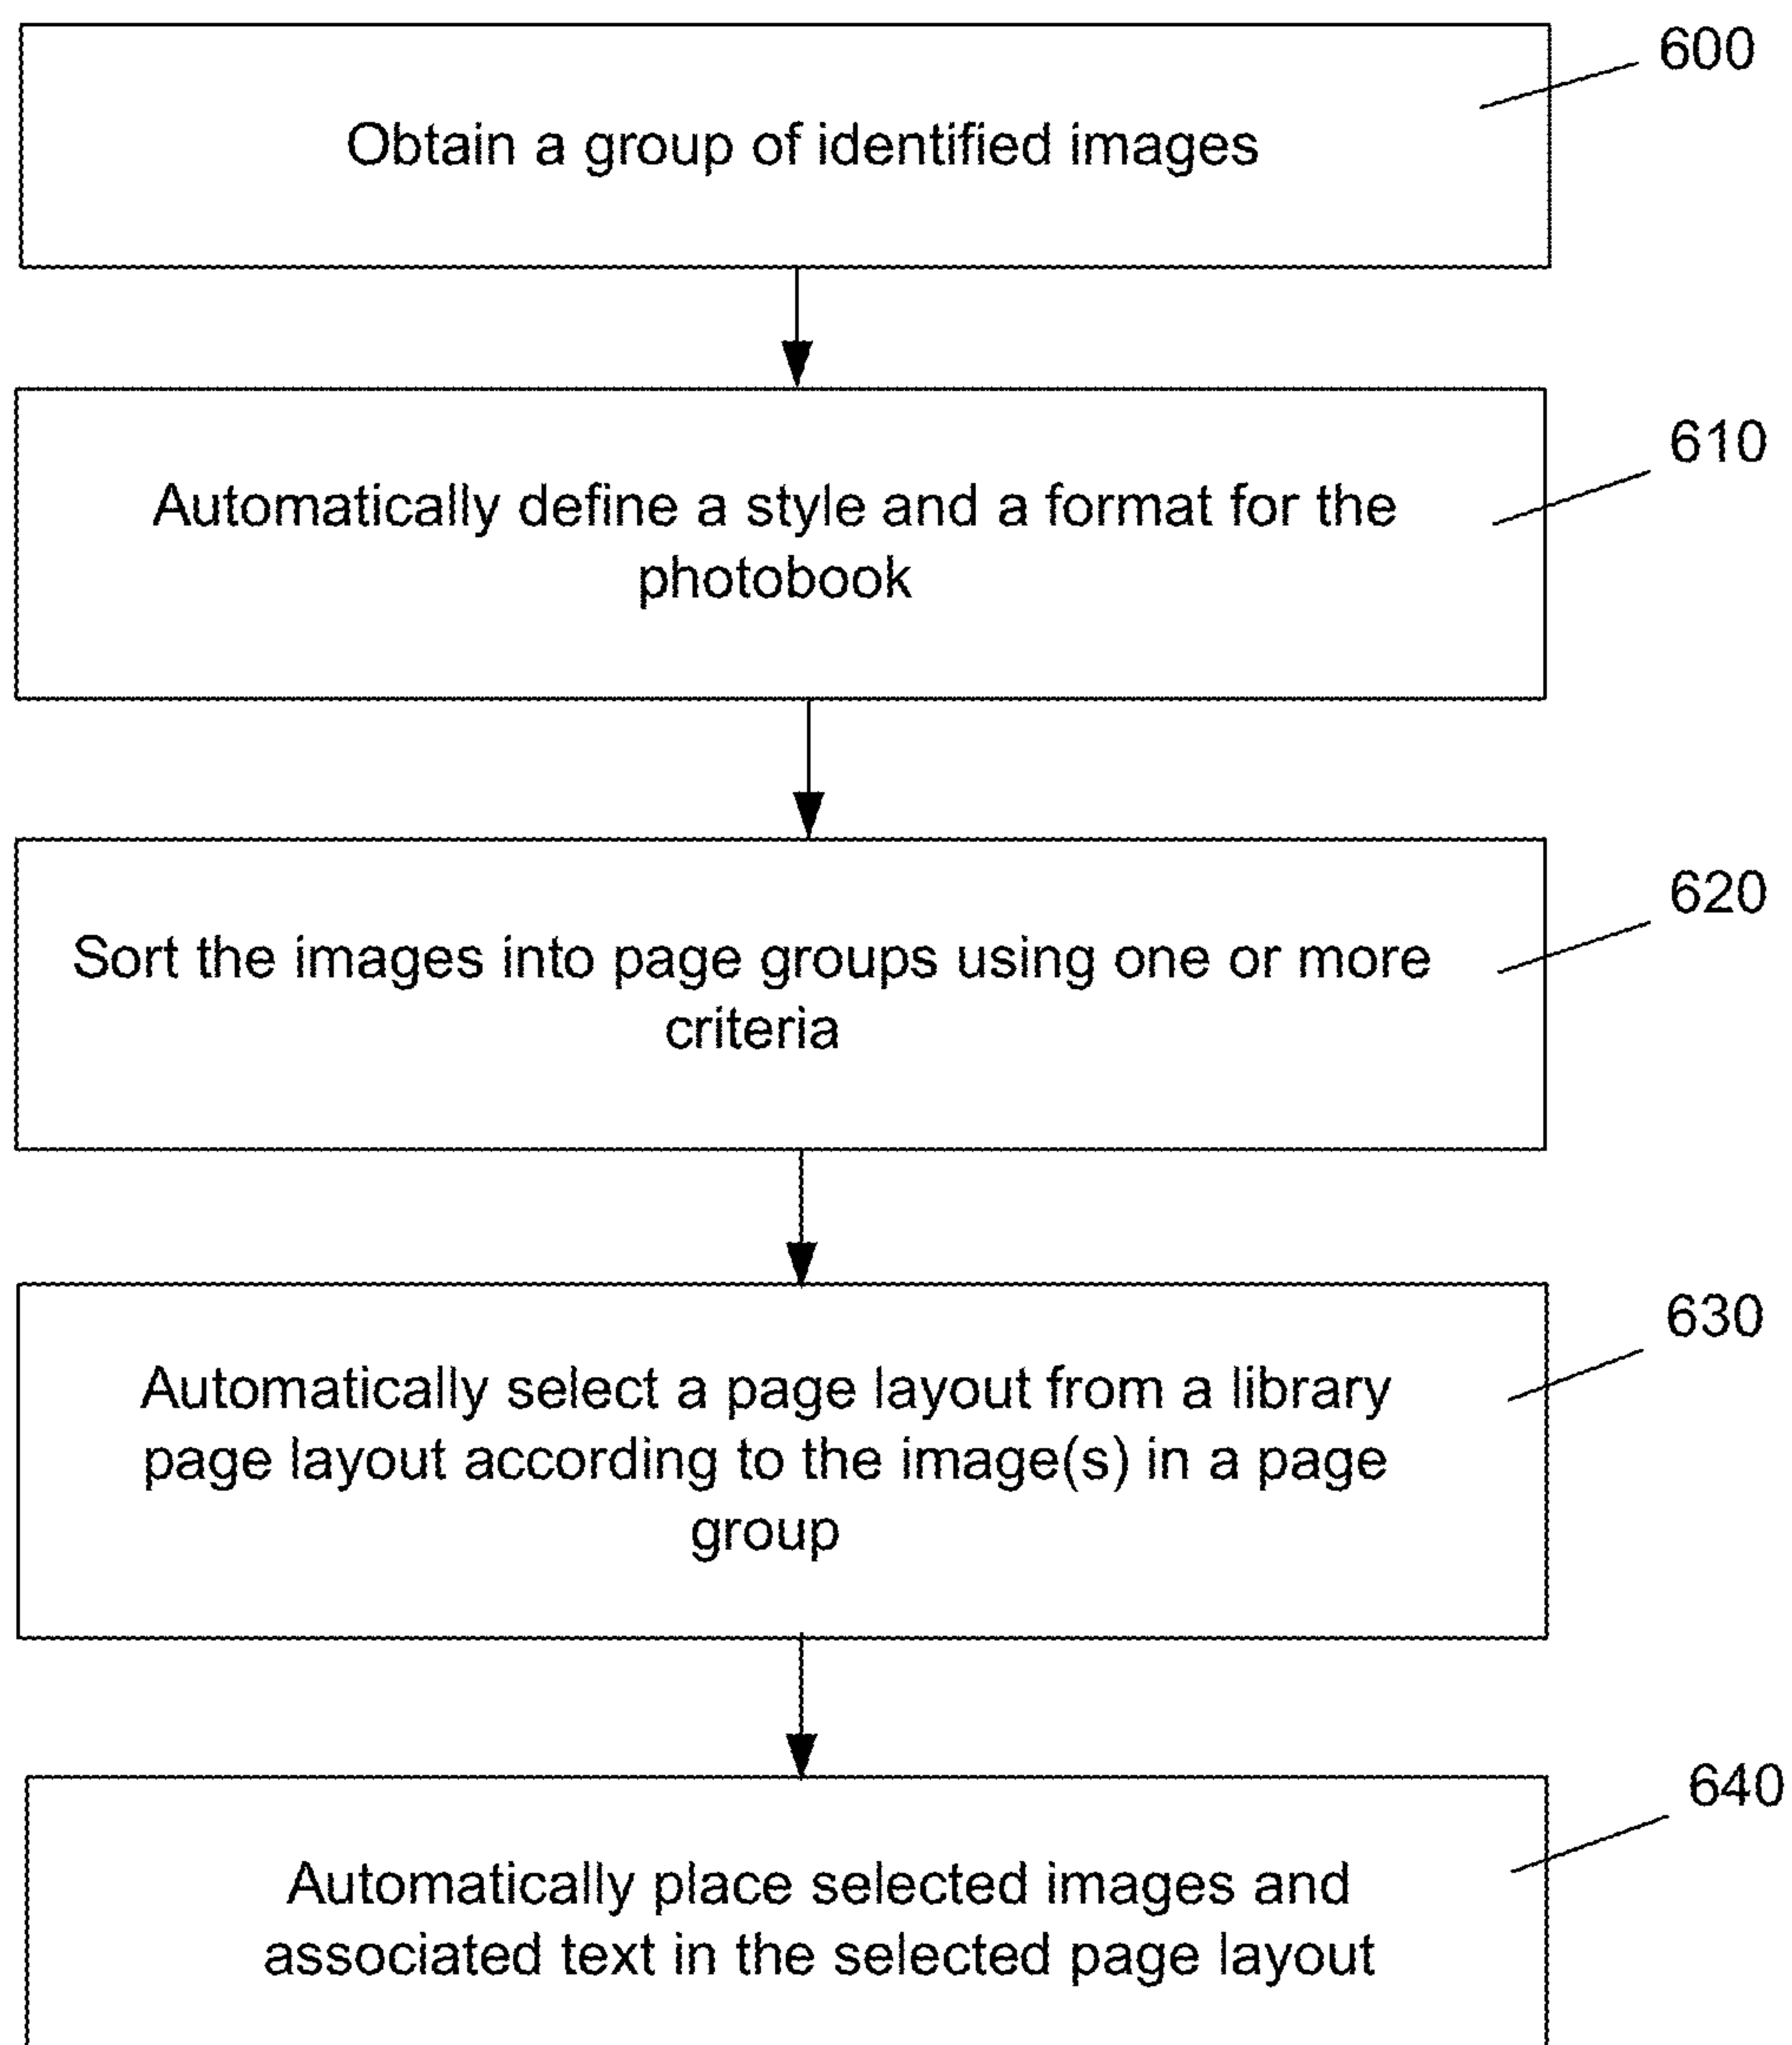 600
Obtain a group of identified images
610
Automatically define a style and a format for the
photobook
620
Sort the images into page groups using one or more
criteria
630
Automatically select a page layout from a library
page layout according to the image(s) in a page
group
640
Automatically place selected images and
associated text in the selected page layout